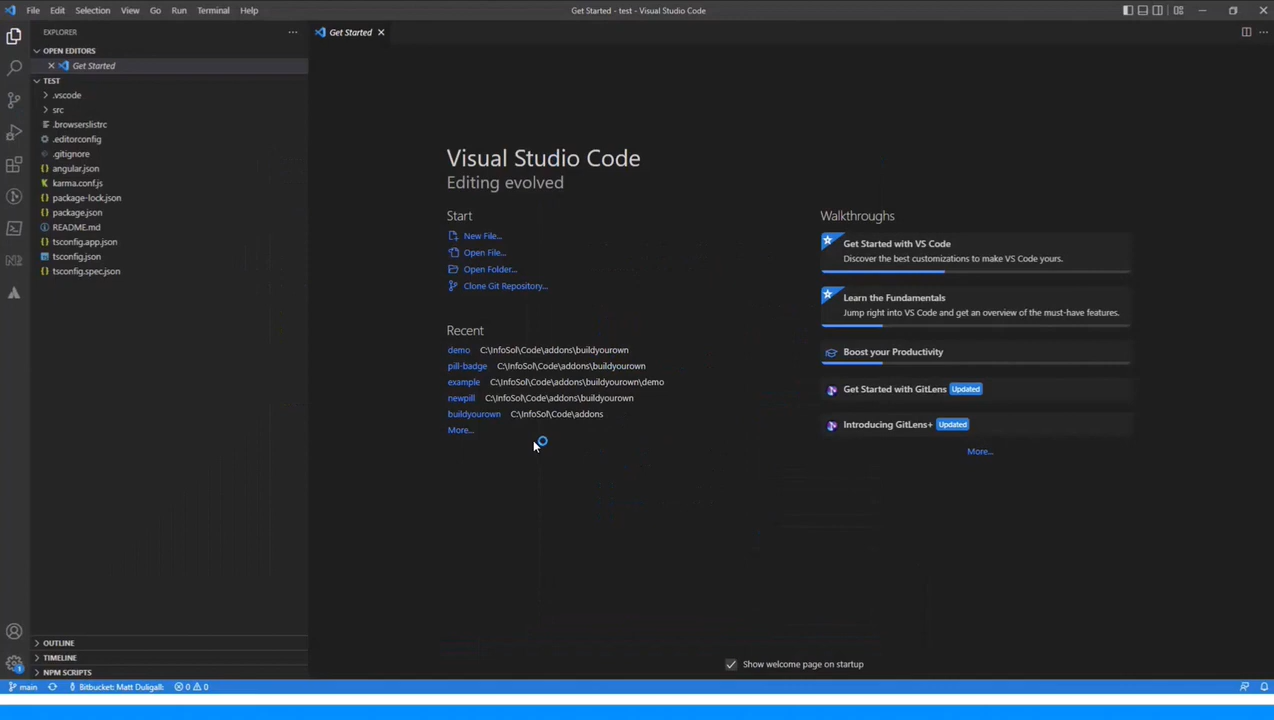 File Edit Selection View Go Run Terminal Help
Get Started - test - Visual Studio Code
EXPLORER
Get Started
OPEN EDITORS
Get Started
TEST
.vscode
src
.browserslistrc
.editorconfig
.gitignore
angular.json
karma.conf.js
package-lock.json
package.json
README.md
tsconfig.app.json
tsconfig.json
tsconfig.spec.json
OUTLINE
TIMELINE
NPM SCRIPTS
Visual Studio Code
Editing evolved
Start
New File...
Open File...
Open Folder...
Clone Git Repository...
Recent
demo C:\InfoSol\Code\addons\buildyourown
pill-badge C:\InfoSol\Code\addons\buildyourown
example C:\InfoSol\Code\addons\buildyourown\demo
newpill C:\InfoSol\Code\addons\buildyourown
buildyourown C:\InfoSol\Code\addons
More...
Walkthroughs
Get Started with VS Code
Discover the best customizations to make VS Code yours.
Learn the Fundamentals
Jump right into VS Code and get an overview of the must-have features.
Boost your Productivity
Get Started with GitLens Updated
Introducing GitLens+ Updated
More...
Show welcome page on startup
1
main Bitbucket: Matt Duligall: 0 0